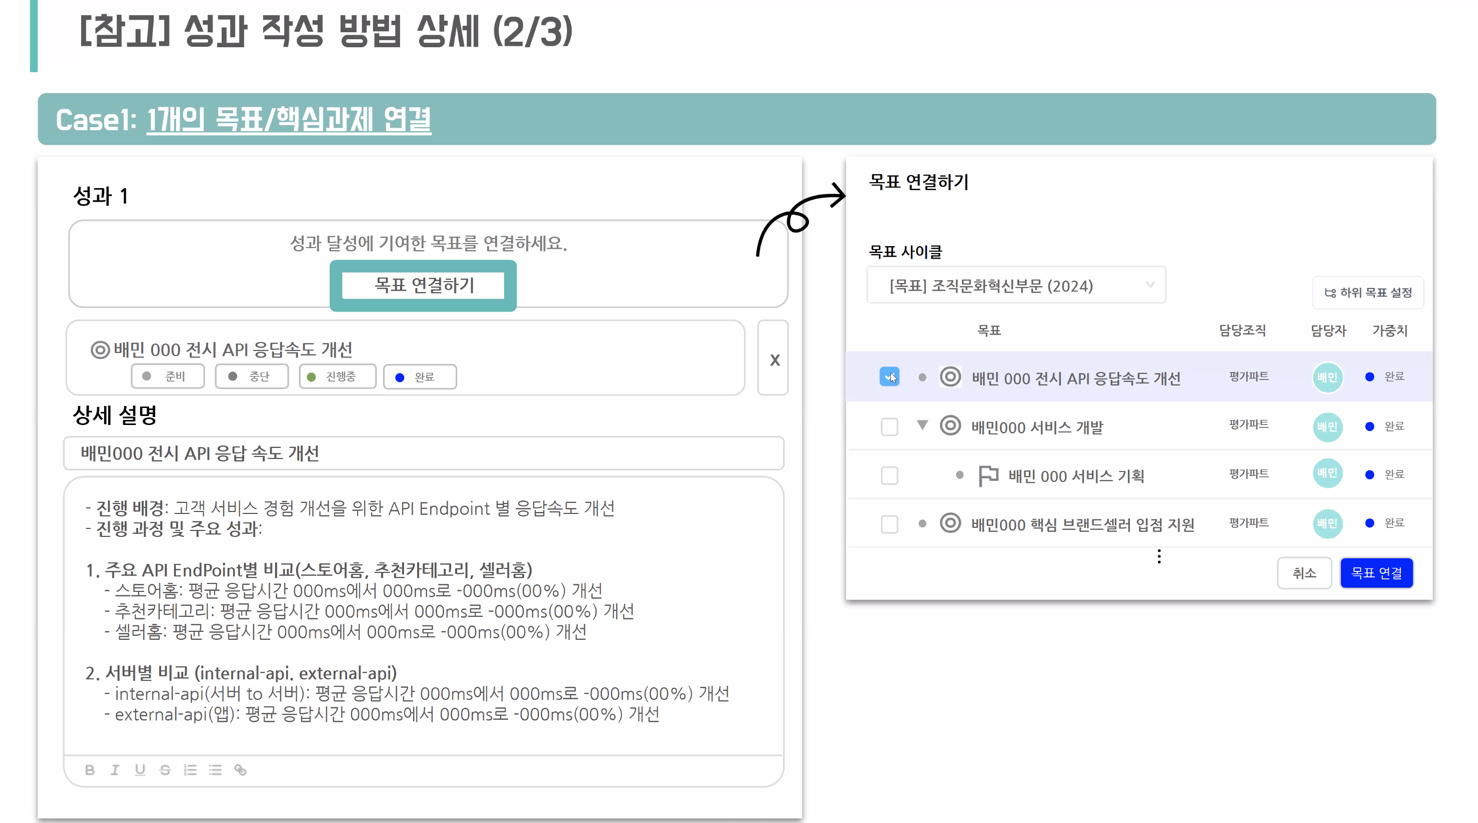 [참고] 성과 작성 방법 상세 (2/3)
Case1: 1개의 목표/핵심과제 연결
성과 1
성과 달성에 기여한 목표를 연결하세요.
목표 연결하기
배민 000 전시 API 응답속도 개선
준비 중단 진행중 완료
X
상세 설명
배민000 전시 API 응답 속도 개선
- 진행 배경: 고객 서비스 경험 개선을 위한 API Endpoint 별 응답속도 개선
- 진행 과정 및 주요 성과:
1. 주요 API EndPoint별 비교(스토어홈, 추천카테고리, 셀러홈)
- 스토어홈: 평균 응답시간 000ms에서 000ms로 -000ms(00%) 개선
- 추천카테고리: 평균 응답시간 000ms에서 000ms로 -000ms(00%) 개선
- 셀러홈: 평균 응답시간 000ms에서 000ms로 -000ms(00%) 개선
2. 서버별 비교 (internal-api, external-api)
- internal-api(서버 to 서버): 평균 응답시간 000ms에서 000ms로 -000ms(00%) 개선
- external-api(앱): 평균 응답시간 000ms에서 000ms로 -000ms(00%) 개선
B I U S
목표 연결하기
목표 사이클
[목표] 조직문화혁신부문 (2024)
하위 목표 설정
목표 담당조직 담당자 가중치
배민 000 전시 API 응답속도 개선 평가파트 배민 완료
배민000 서비스 개발 평가파트 배민 완료
배민 000 서비스 기획 평가파트 배민 완료
배민000 핵심 브랜드셀러 입점 지원 평가파트 배민 완료
취소 목표 연결